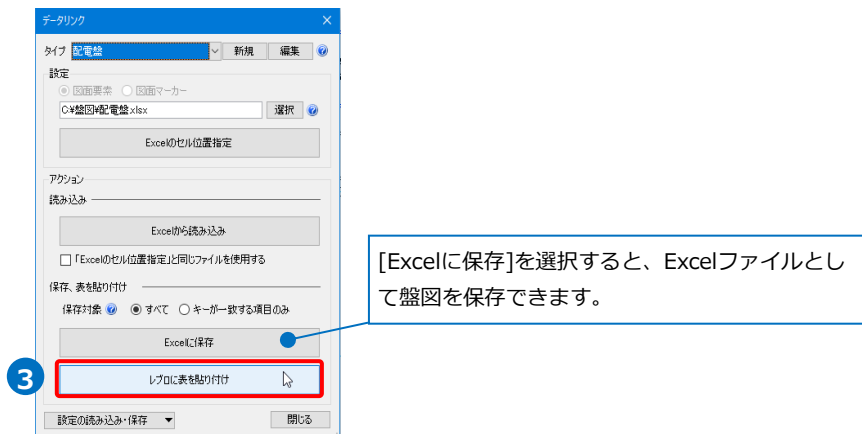 データリンク
タイプ 配電盤 新規 編集
設定
図面要素 図面マーカー
C:¥盤図¥配電盤.xlsx 選択
Excelのセル位置指定
アクション
読み込み
Excelから読み込み
「Excelのセル位置指定」と同じファイルを使用する
保存、表を貼り付け
保存対象 すべて キーが一致する項目のみ
Excelに保存
レブロに表を貼り付け
設定の読み込み・保存 閉じる
[Excelに保存]を選択すると、Excelファイルとし
て盤図を保存できます。
3